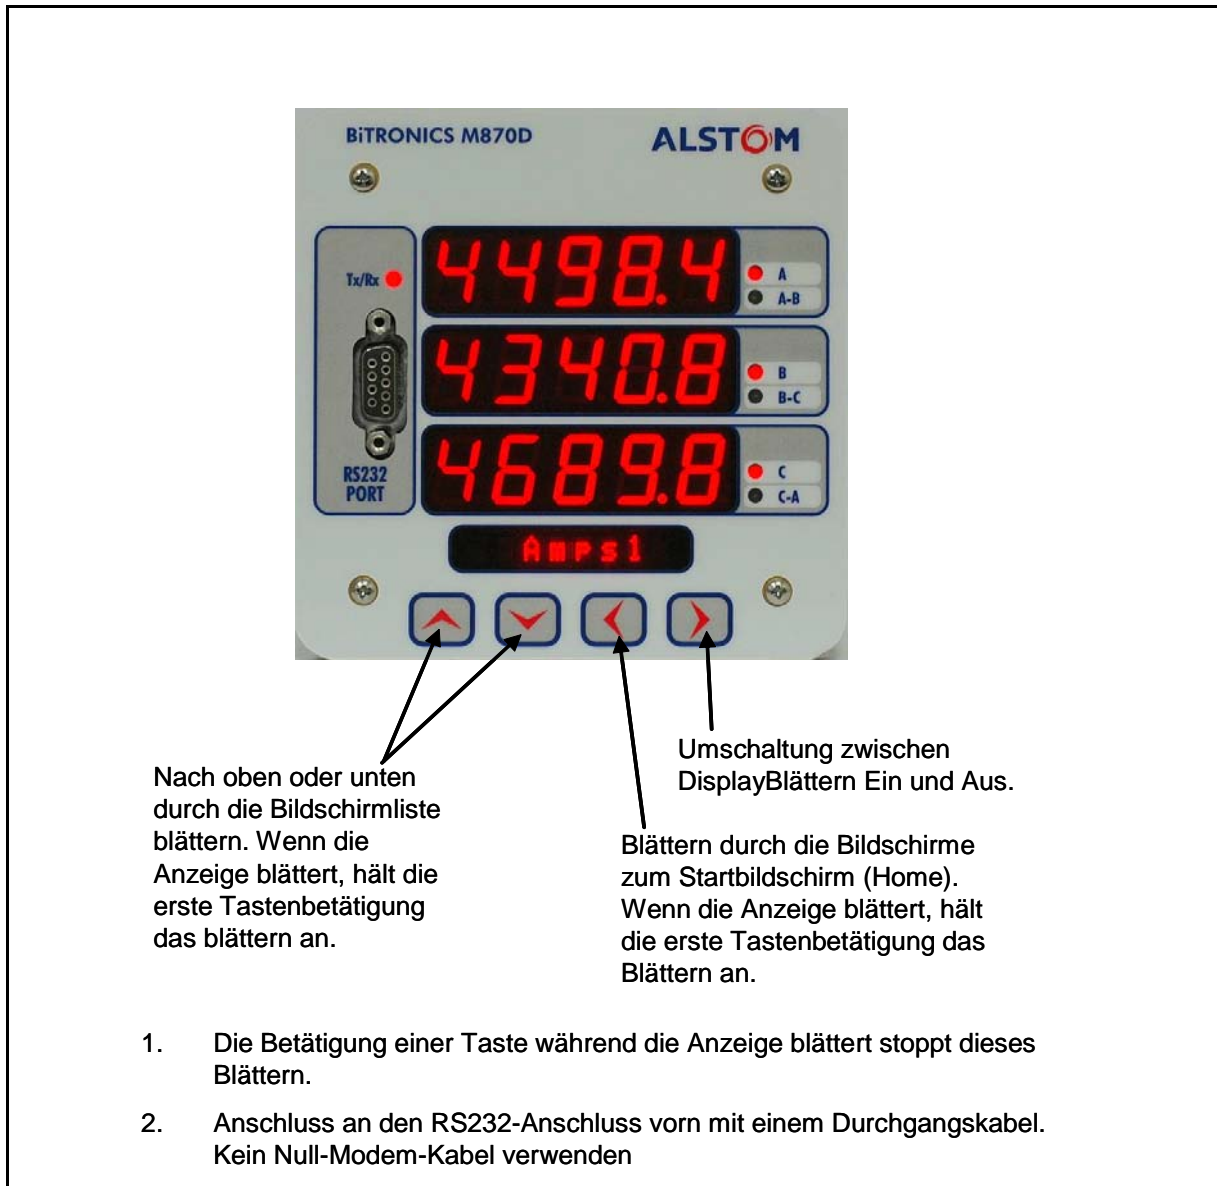 BiTRONICS M870D
ALSTOM
Tx/Rx
4498.4
A
A-B
4340.8
B
B-C
4689.8
C
C-A
RS232
PORT
Amps1
Nach oben oder unten
durch die Bildschirmliste
blättern. Wenn die
Anzeige blättert, hält die
erste Tastenbetätigung
das blättern an.
Umschaltung zwischen
DisplayBlättern Ein und Aus.
Blättern durch die Bildschirme
zum Startbildschirm (Home).
Wenn die Anzeige blättert, hält
die erste Tastenbetätigung das
Blättern an.
1. Die Betätigung einer Taste während die Anzeige blättert stoppt dieses
Blättern.
2. Anschluss an den RS232-Anschluss vorn mit einem Durchgangskabel.
Kein Null-Modem-Kabel verwenden